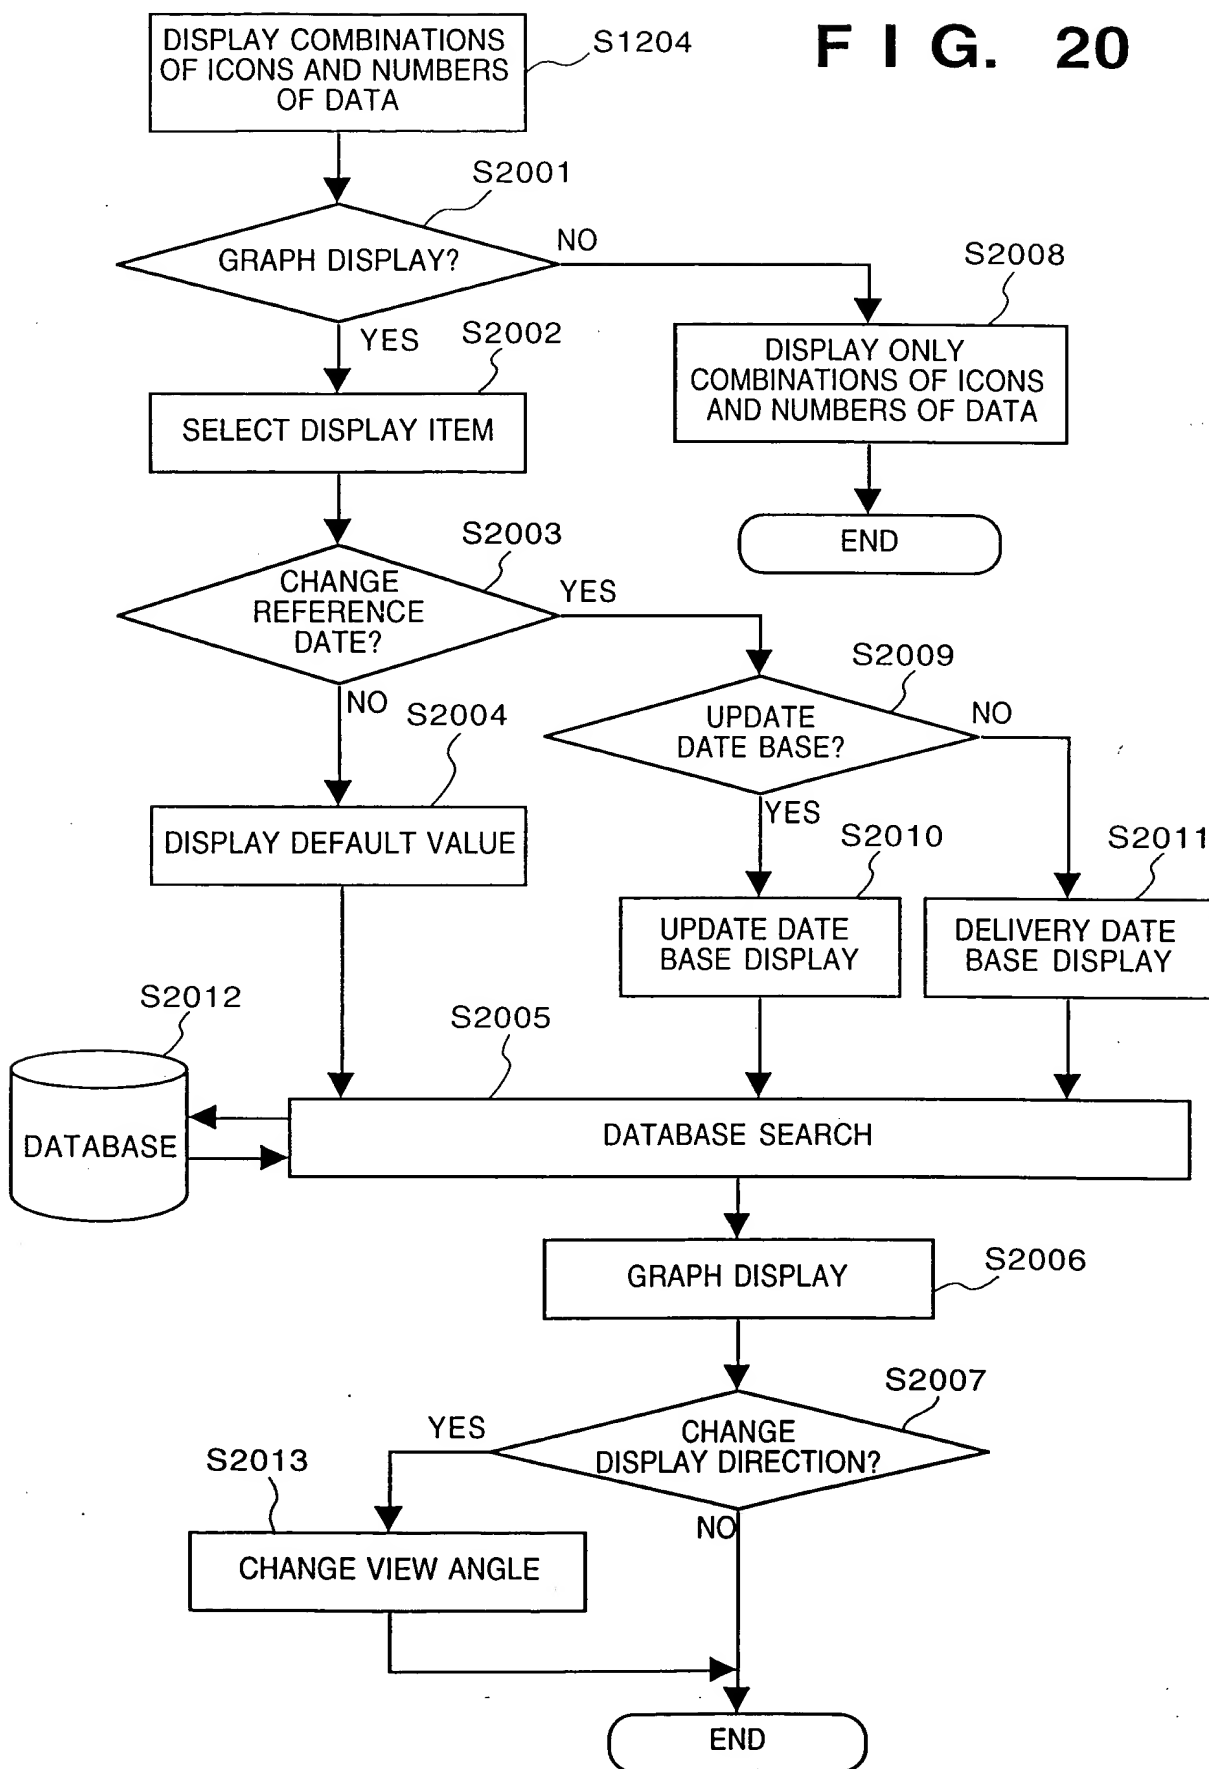 FIG. 20
DISPLAY COMBINATIONS
OF ICONS AND NUMBERS
OF DATA
S1204
S2001
GRAPH DISPLAY?
NO
YES
S2008
DISPLAY ONLY
COMBINATIONS OF ICONS
AND NUMBERS OF DATA
END
S2002
SELECT DISPLAY ITEM
S2003
CHANGE
REFERENCE
DATE?
YES
NO
S2009
UPDATE
DATE BASE?
NO
YES
S2004
DISPLAY DEFAULT VALUE
S2010
UPDATE DATE
BASE DISPLAY
S2011
DELIVERY DATE
BASE DISPLAY
S2012
DATABASE
S2005
DATABASE SEARCH
S2006
GRAPH DISPLAY
S2007
CHANGE
DISPLAY DIRECTION?
YES
NO
S2013
CHANGE VIEW ANGLE
END